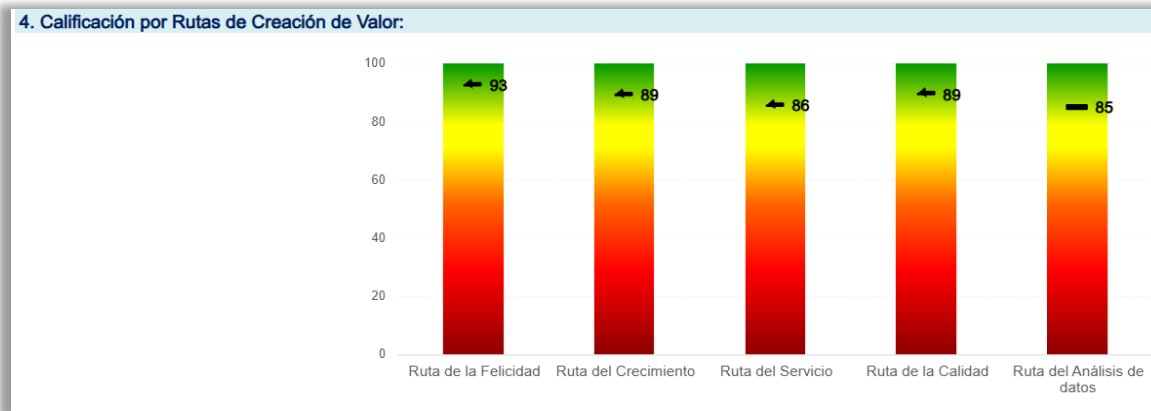 4. Calificación por Rutas de Creación de Valor:
100
80
60
40
20
0
93
89
86
89
85
Ruta de la Felicidad
Ruta del Crecimiento
Ruta del Servicio
Ruta de la Calidad
Ruta del Análisis de
datos